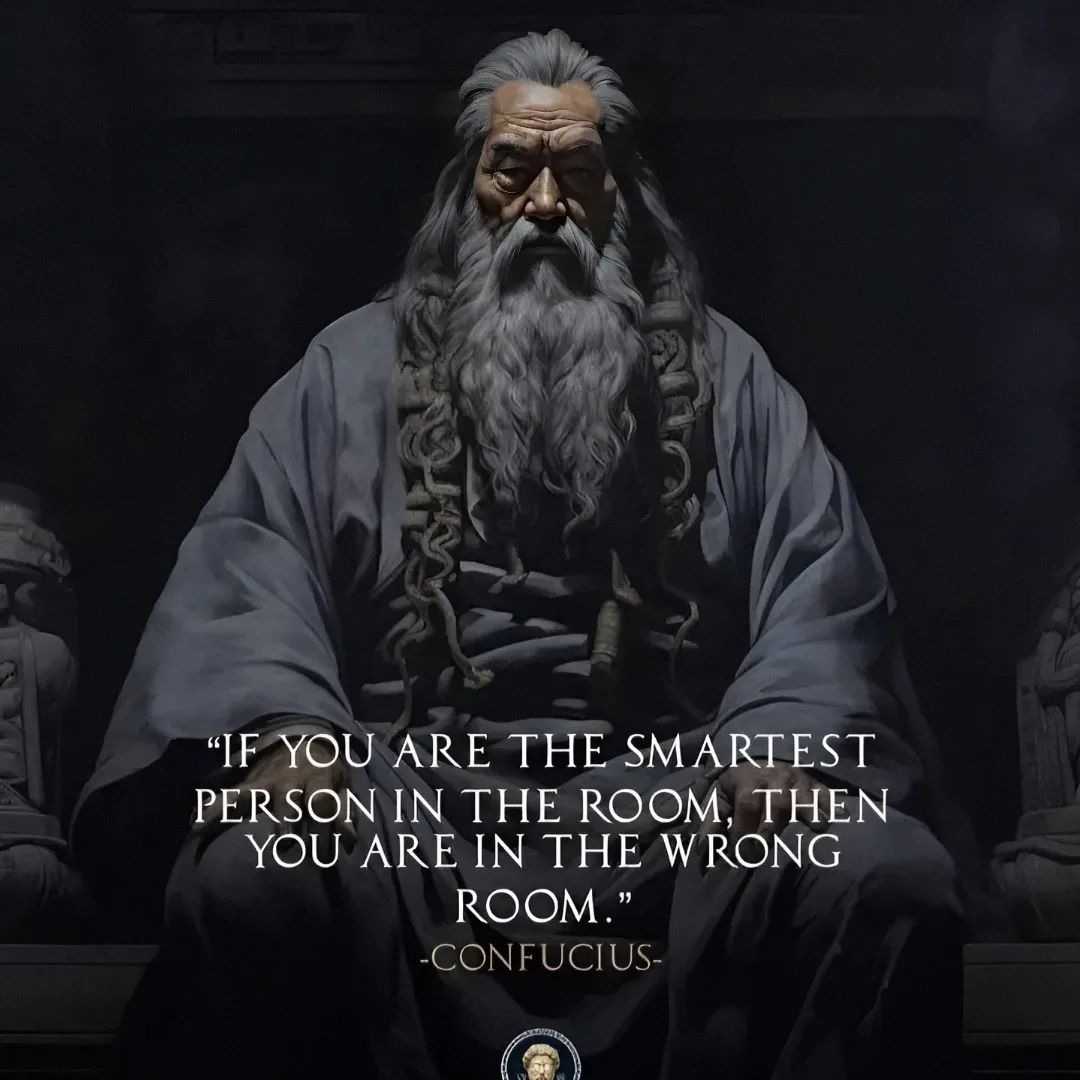 “IF YOU ARE THE SMARTEST
PERSON IN THE ROOM, THEN
YOU ARE IN THE WRONG
ROOM.”
-CONFUCIUS-